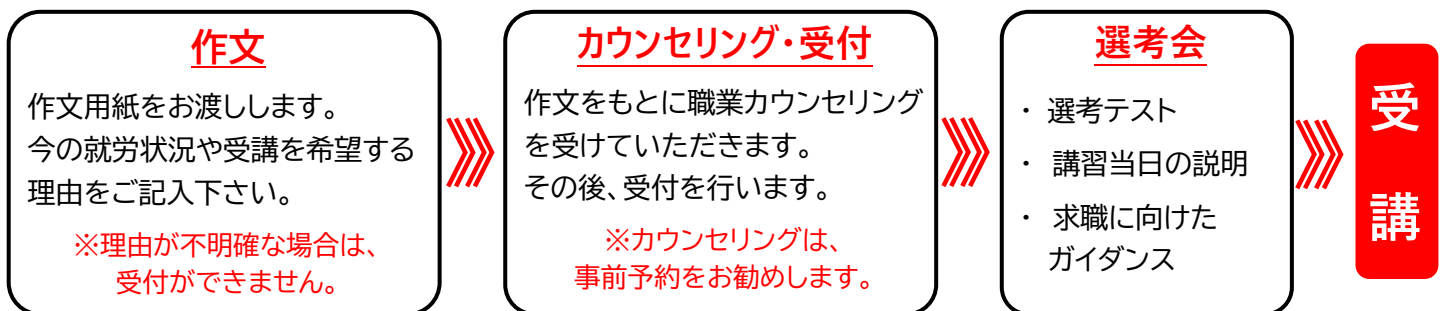 作文
作文用紙をお渡しします。
今の就労状況や受講を希望する
理由をご記入下さい。
※理由が不明確な場合は、
受付ができません。
カウンセリング・受付
作文をもとに職業カウンセリング
を受けていただきます。
その後、受付を行います。
※カウンセリングは、
事前予約をお勧めします。
選考会
・ 選考テスト
・ 講習当日の説明
・ 求職に向けた
ガイダンス
受
講